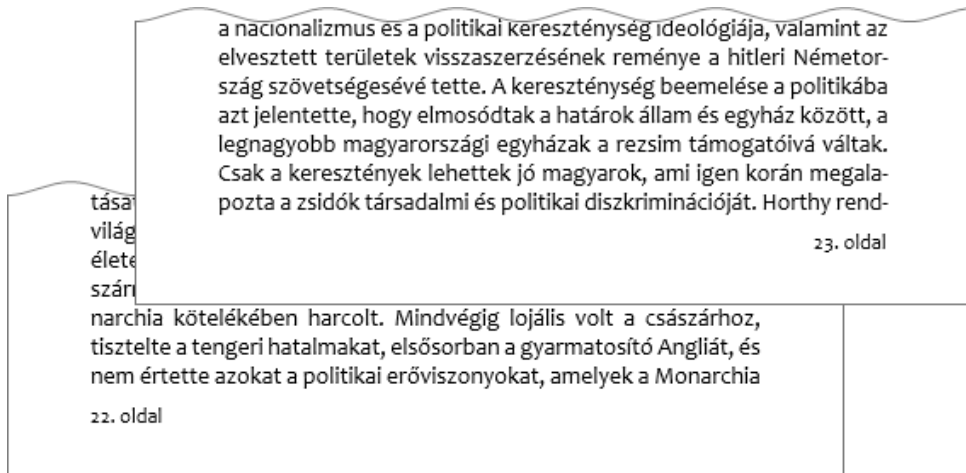 a nacionalizmus és a politikai kereszténység ideológiája, valamint az
elvesztett területek visszaszerzésének reménye a hitleri Németor-
szág szövetségesévé tette. A kereszténység beemelése a politikába
azt jelentette, hogy elmosódtak a határok állam és egyház között, a
legnagyobb magyarországi egyházak a rezsim támogatóivá váltak.
Csak a keresztények lehettek jó magyarok, ami igen korán megala-
pozta a zsidók társadalmi és politikai diszkriminációját. Horthy rend-
23. oldal
tása
világ
élete
szár
narchia kötelékében harcolt. Mindvégig lojális volt a császárhoz,
tisztelte a tengeri hatalmakat, elsősorban a gyarmatosító Angliát, és
nem értette azokat a politikai erőviszonyokat, amelyek a Monarchia
22. oldal